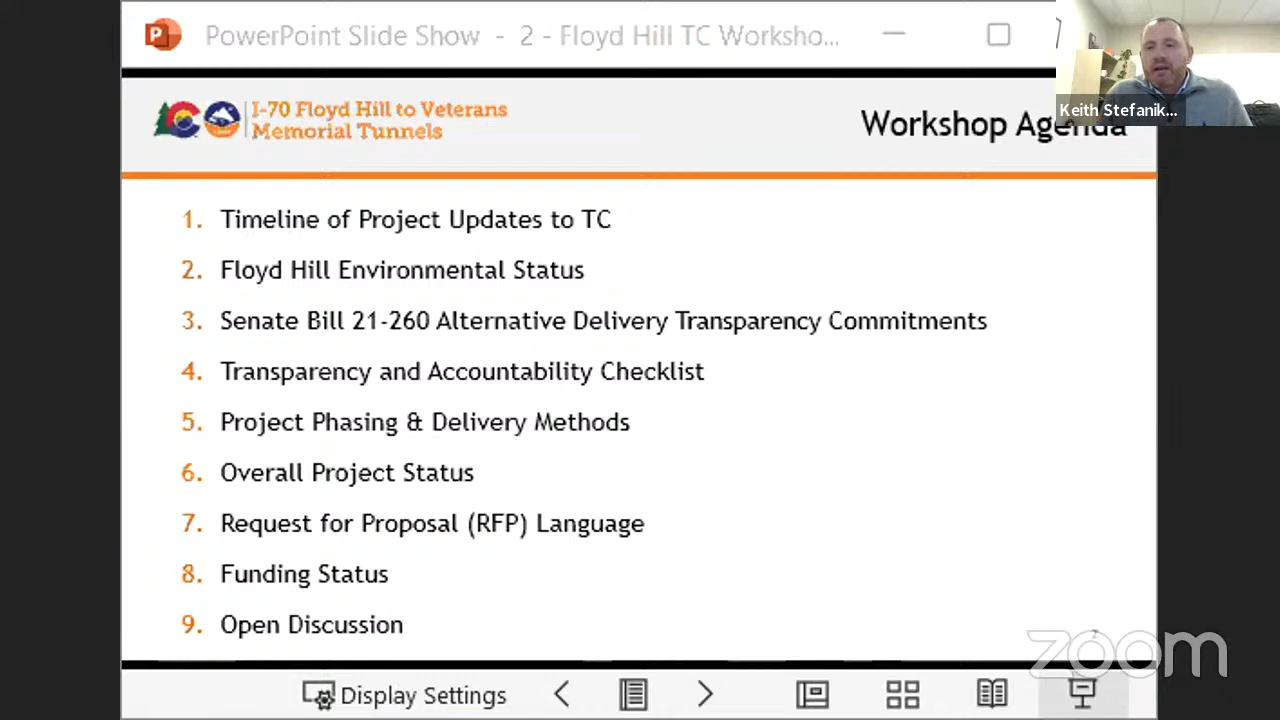 PowerPoint Slide Show - 2 - Floyd Hill TC Worksho...
Keith Stefanik...
I-70 Floyd Hill to Veterans
Memorial Tunnels
Workshop Agenda
1. Timeline of Project Updates to TC
2. Floyd Hill Environmental Status
3. Senate Bill 21-260 Alternative Delivery Transparency Commitments
4. Transparency and Accountability Checklist
5. Project Phasing & Delivery Methods
6. Overall Project Status
7. Request for Proposal (RFP) Language
8. Funding Status
9. Open Discussion
2
zoom
Display Settings